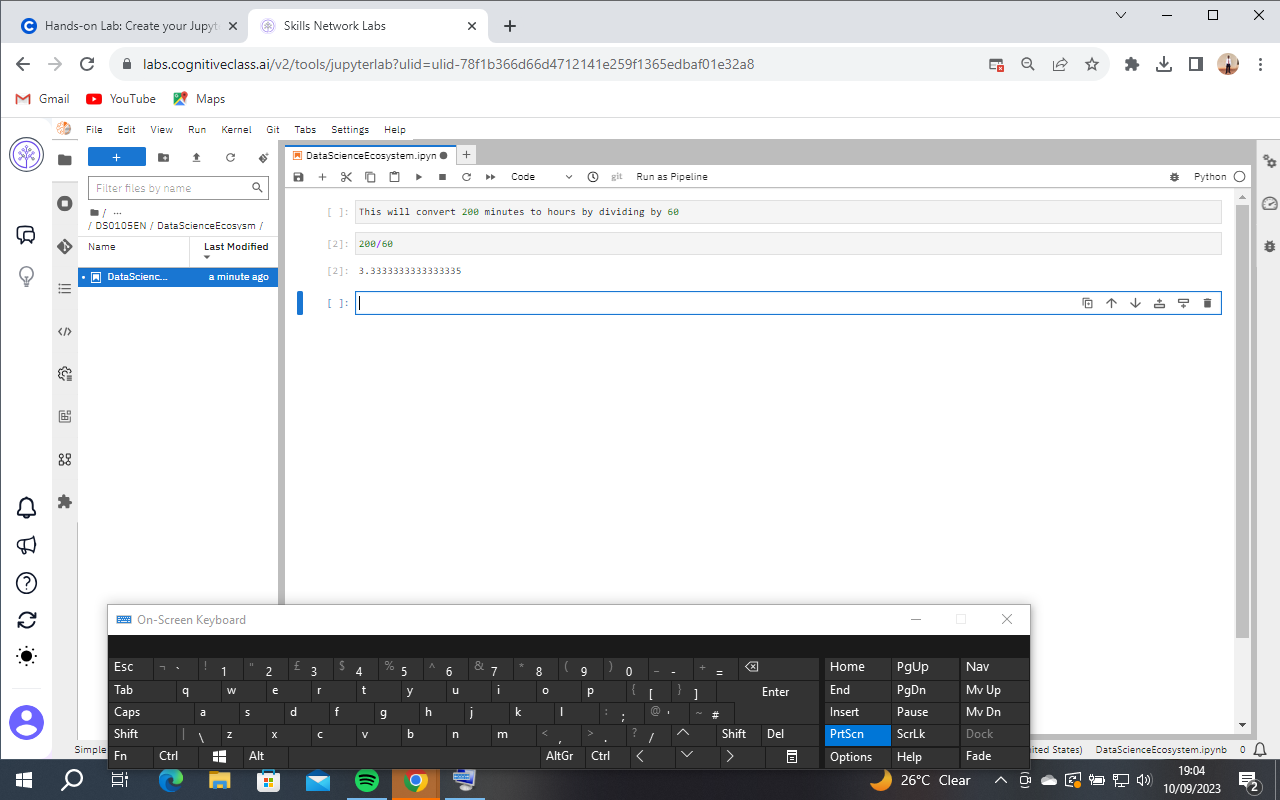 Hands-on Lab: Create your Jupyt
Skills Network Labs
labs.cognitiveclass.ai/v2/tools/jupyterlab?ulid=ulid-78f1b366d66d4712141e259f1365edbaf01e32a8
Gmail YouTube Maps
File Edit View Run Kernel Git Tabs Settings Help
DataScienceEcosystem.ipyn
Code git Run as Pipeline Python
Filter files by name
/ ...
/ DS0105EN / DataScienceEcosysm /
Name Last Modified
DataScienc... a minute ago
[ ]: This will convert 200 minutes to hours by dividing by 60
[2]: 200/60
[2]: 3.3333333333333335
[ ]:
On-Screen Keyboard
Esc ¬ ` ! 1 " 2 £ 3 $ 4 % 5 ^ 6 & 7 * 8 ( 9 ) 0 _ - + = Home PgUp Nav
Tab q w e r t y u i o p { [ } ] Enter End PgDn Mv Up
Caps a s d f g h j k l : ; @ ' ~ # Insert Pause Mv Dn
Shift | \ z x c v b n m < , > . ? / Shift Del PrtScn ScrLk Dock
Fn Ctrl Alt AltGr Ctrl Options Help Fade
Simple
ited States) DataScienceEcosystem.ipynb 0
26°C Clear
19:04
10/09/2023
2